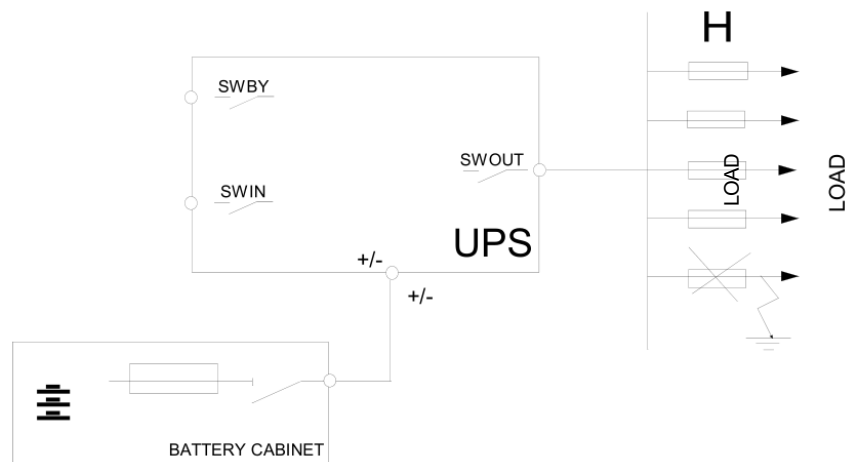 H
SWBY
SWOUT
SWIN
LOAD
LOAD
UPS
+/-
+/-
BATTERY CABINET